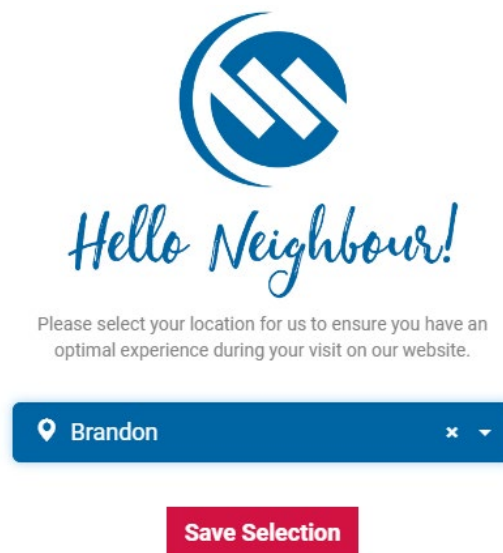 Hello Neighbour!
Please select your location for us to ensure you have an
optimal experience during your visit on our website.
Brandon
Save Selection